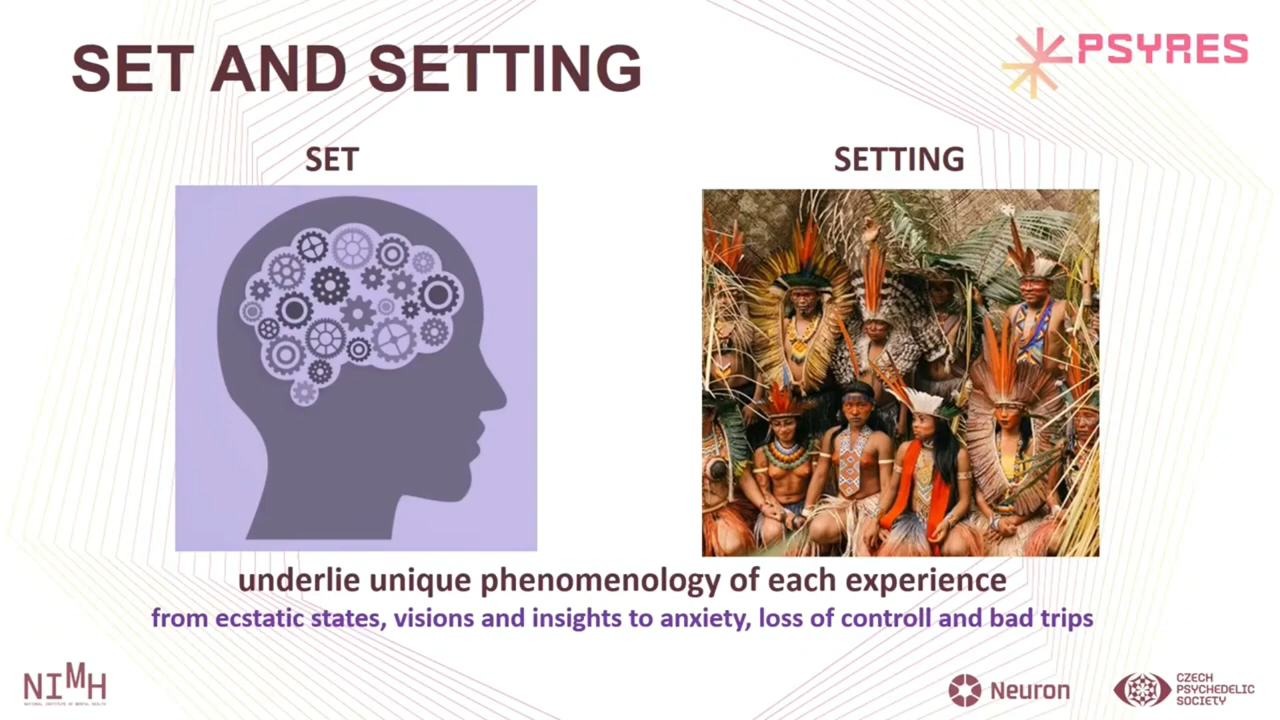 SET AND SETTING
PSYRES
SET
SETTING
underlie unique phenomenology of each experience
from ecstatic states, visions and insights to anxiety, loss of controll and bad trips
NIMH
NATIONAL INSTITUTE OF MENTAL HEALTH
Neuron
CZECH
PSYCHEDELIC
SOCIETY